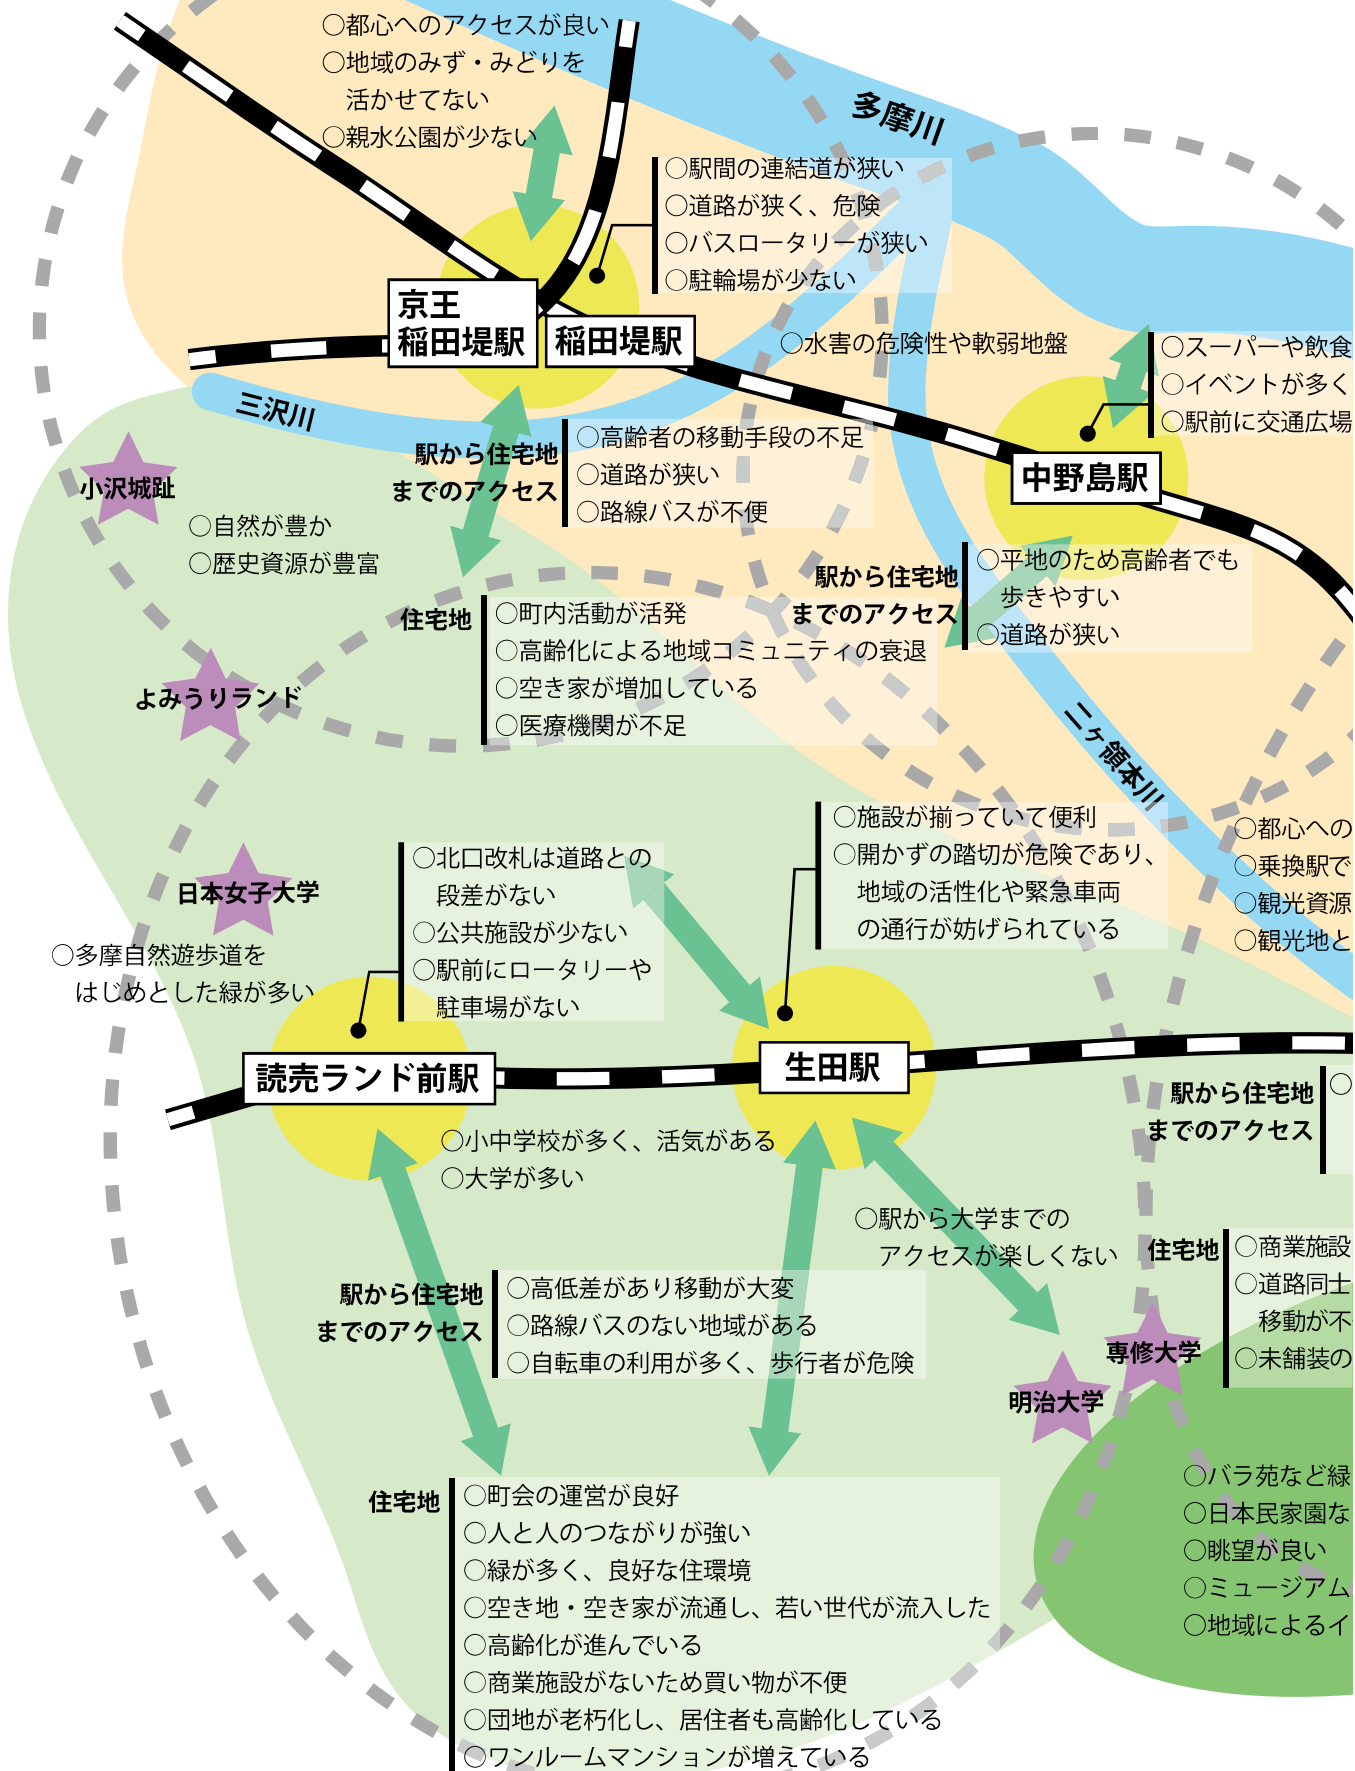 ○都心へのアクセスが良い
○地域のみず・みどりを
活かせてない
○親水公園が少ない
多摩川
○駅間の連結道が狭い
○道路が狭く、危険
○バスロータリーが狭い
○駐輪場が少ない
京王
稲田堤駅
稲田堤駅
○水害の危険性や軟弱地盤
○スーパーや飲食
○イベントが多く
○駅前に交通広場
三沢川
駅から住宅地
までのアクセス
○高齢者の移動手段の不足
○道路が狭い
○路線バスが不便
中野島駅
小沢城趾
○自然が豊か
○歴史資源が豊富
駅から住宅地
までのアクセス
○平地のため高齢者でも
歩きやすい
○道路が狭い
住宅地
○町内活動が活発
○高齢化による地域コミュニティの衰退
○空き家が増加している
○医療機関が不足
よみうりランド
二ヶ領本川
○施設が揃っていて便利
○開かずの踏切が危険であり、
地域の活性化や緊急車両
の通行が妨げられている
○都心への
○乗換駅で
○観光資源
○観光地と
○北口改札は道路との
段差がない
○公共施設が少ない
○駅前にロータリーや
駐車場がない
日本女子大学
○多摩自然遊歩道を
はじめとした緑が多い
読売ランド前駅
生田駅
駅から住宅地
までのアクセス
○
○小中学校が多く、活気がある
○大学が多い
○駅から大学までの
アクセスが楽しくない
住宅地
○商業施設
○道路同士
移動が不
○未舗装の
駅から住宅地
までのアクセス
○高低差があり移動が大変
○路線バスのない地域がある
○自転車の利用が多く、歩行者が危険
専修大学
明治大学
○バラ苑など緑
○日本民家園な
○眺望が良い
○ミュージアム
○地域によるイ
住宅地
○町会の運営が良好
○人と人のつながりが強い
○緑が多く、良好な住環境
○空き地・空き家が流通し、若い世代が流入した
○高齢化が進んでいる
○商業施設がないため買い物が不便
○団地が老朽化し、居住者も高齢化している
○ワンルームマンションが増えている